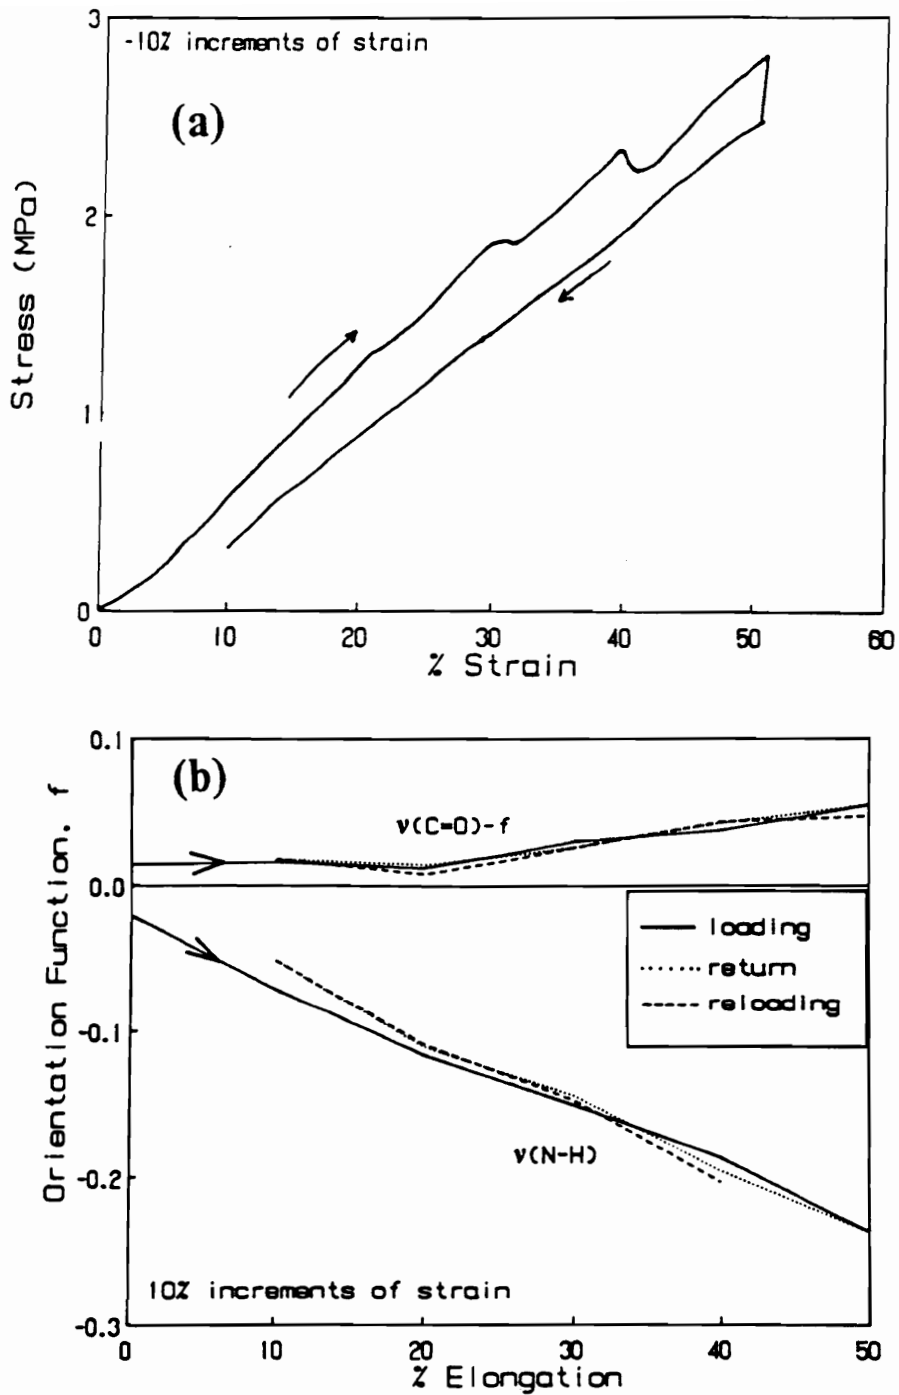 3
-10% increments of strain
(a)
2
1
0
Stress (MPa)
0 10 20 30 40 50 60
% Strain
0.1
(b)
ν(C=O)-f
0.0
loading
return
reloading
-0.1
ν(N-H)
-0.2
10% increments of strain
-0.3
Orientation Function, f
0 10 20 30 40 50
% Elongation